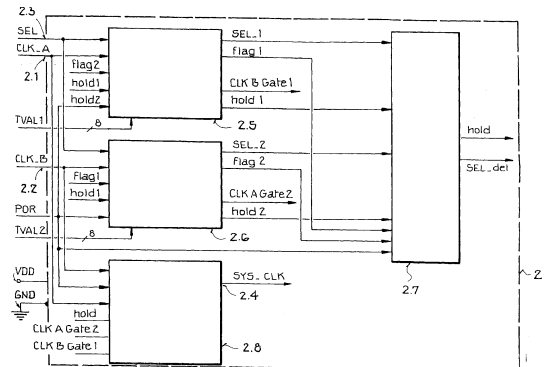 2.3
SEL
CLK_A
2.1
flag2
hold1
hold2
TVAL1
8
SEL_1
flag1
CLK B Gate1
hold 1
2.5
CLK_B
2.2
flag1
hold1
POR
TVAL2
8
SEL_2
flag 2
CLK A Gate2
hold 2
2.6
hold
SEL_del
2.7
VDD
GND
hold
CLK A Gate2
CLK B Gate1
SYS_CLK
2.4
2.8
2